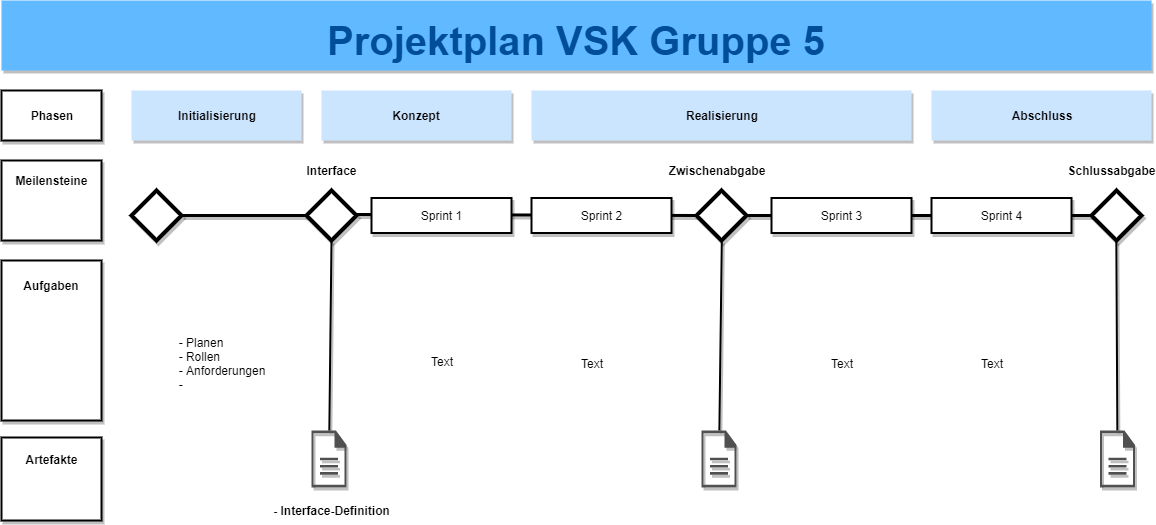 Projektplan VSK Gruppe 5
Phasen
Initialisierung
Konzept
Realisierung
Abschluss
Meilensteine
Interface
Zwischenabgabe
Schlussabgabe
Sprint 1
Sprint 2
Sprint 3
Sprint 4
Aufgaben
- Planen
- Rollen
- Anforderungen
-
Text
Text
Text
Text
Artefakte
- Interface-Definition